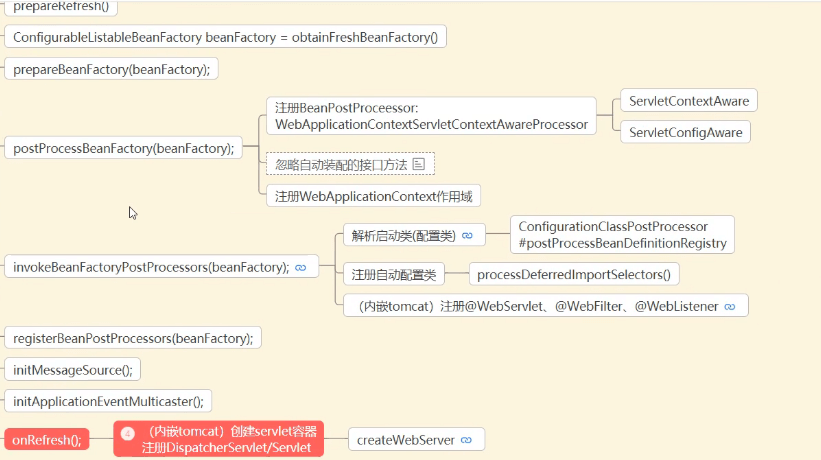 prepareRefresh()
ConfigurableListableBeanFactory beanFactory = obtainFreshBeanFactory()
prepareBeanFactory(beanFactory);
postProcessBeanFactory(beanFactory);
注册BeanPostProceessor:
WebApplicationContextServletContextAwareProcessor
ServletContextAware
ServletConfigAware
忽略自动装配的接口方法
注册WebApplicationContext作用域
invokeBeanFactoryPostProcessors(beanFactory);
解析启动类(配置类)
ConfigurationClassPostProcessor
#postProcessBeanDefinitionRegistry
注册自动配置类
processDeferredImportSelectors()
（内嵌tomcat）注册@WebServlet、@WebFilter、@WebListener
registerBeanPostProcessors(beanFactory);
initMessageSource();
initApplicationEventMulticaster();
onRefresh();
4
（内嵌tomcat）创建servlet容器
注册DispatcherServlet/Servlet
createWebServer